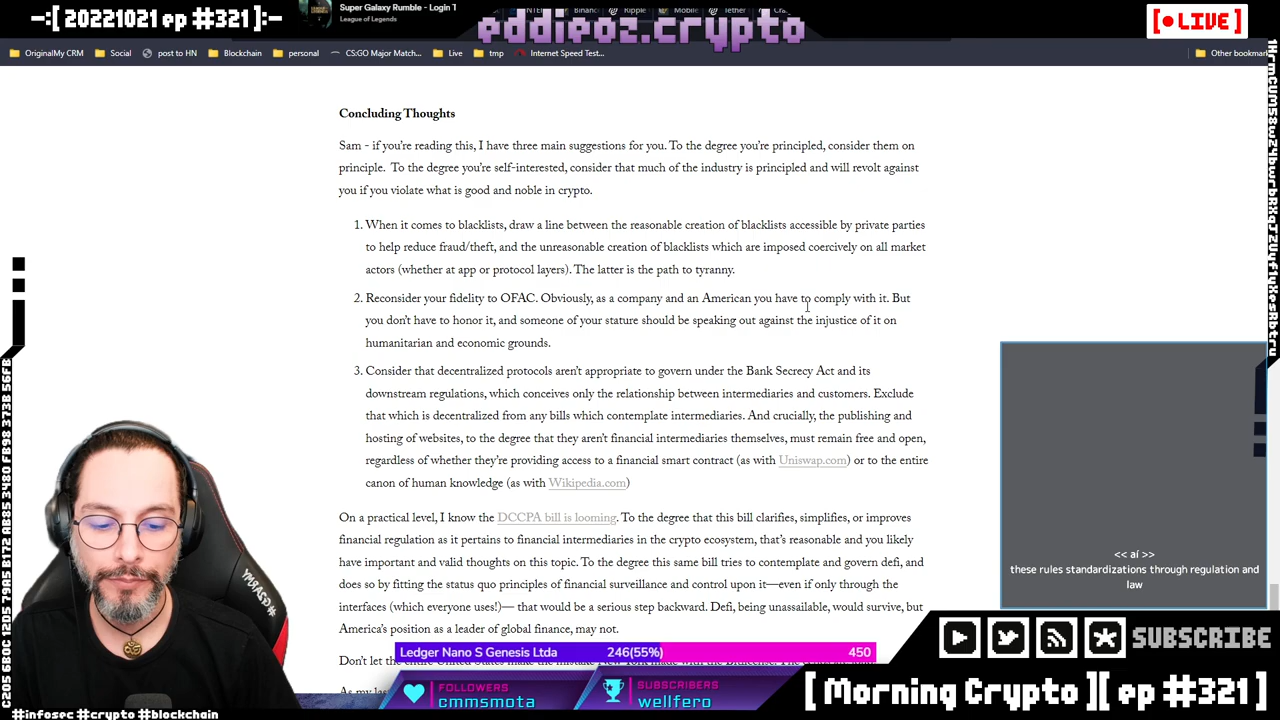 -:[ 20221021 ep #321]:-
Super Galaxy Rumble - Login T
League of Legends
Ripple
Mobile
Tether
eddieoz.crypto
[● LIVE]
OriginalMy CRM
Social
post to HN
Blockchain
personal
CS:GO Major Match...
Live
tmp
Internet Speed Test...
Other bookmar
Concluding Thoughts
Sam - if you're reading this, I have three main suggestions for you. To the degree you're principled, consider them on
principle. To the degree you're self-interested, consider that much of the industry is principled and will revolt against
you if you violate what is good and noble in crypto.
1. When it comes to blacklists, draw a line between the reasonable creation of blacklists accessible by private parties
to help reduce fraud/theft, and the unreasonable creation of blacklists which are imposed coercively on all market
actors (whether at app or protocol layers). The latter is the path to tyranny.
2. Reconsider your fidelity to OFAC. Obviously, as a company and an American you have to comply with it. But
you don't have to honor it, and someone of your stature should be speaking out against the injustice of it on
humanitarian and economic grounds.
3. Consider that decentralized protocols aren't appropriate to govern under the Bank Secrecy Act and its
downstream regulations, which conceives only the relationship between intermediaries and customers. Exclude
that which is decentralized from any bills which contemplate intermediaries. And crucially, the publishing and
hosting of websites, to the degree that they aren't financial intermediaries themselves, must remain free and open,
regardless of whether they're providing access to a financial smart contract (as with Uniswap.com) or to the entire
canon of human knowledge (as with Wikipedia.com)
On a practical level, I know the DCCPA bill is looming. To the degree that this bill clarifies, simplifies, or improves
financial regulation as it pertains to financial intermediaries in the crypto ecosystem, that's reasonable and you likely
have important and valid thoughts on this topic. To the degree this same bill tries to contemplate and govern defi, and
does so by fitting the status quo principles of financial surveillance and control upon it—even if only through the
interfaces (which everyone uses!)— that would be a serious step backward. Defi, being unavailable, would survive, but
America's position as a leader of global finance, may not.
Don't let the
<< aí >>
these rules standardizations through regulation and
law
Ledger Nano S Genesis Ltda 246(55%) 450
FOLLOWERS
cmmsmota
SUBSCRIBERS
wellfero
SUBSCRIBE
[ Morning Crypto ][ ep #321 ]
#infosec #crypto #blockchain